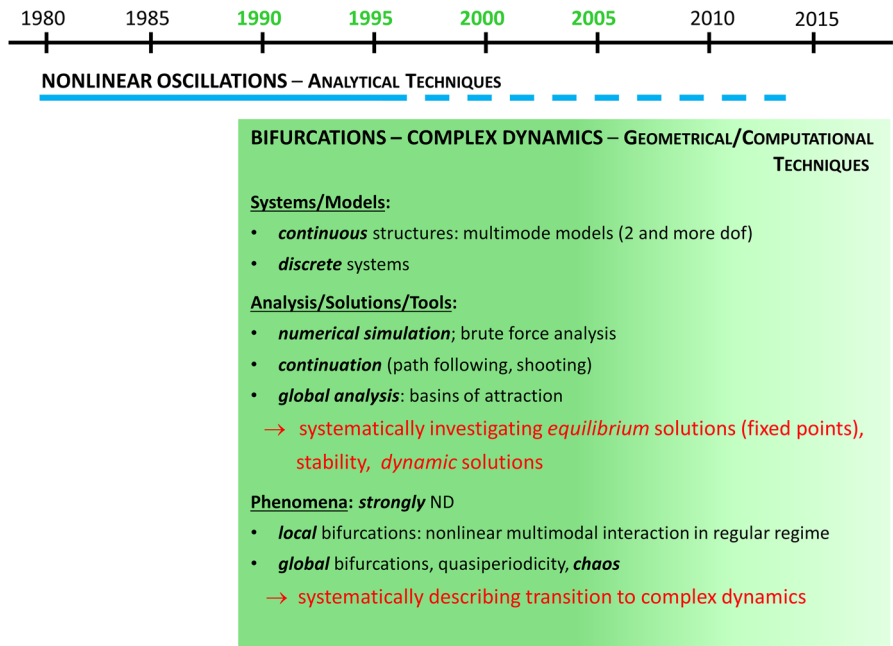 1980 1985 1990 1995 2000 2005 2010 2015
NONLINEAR OSCILLATIONS – ANALYTICAL TECHNIQUES
BIFURCATIONS – COMPLEX DYNAMICS – GEOMETRICAL/COMPUTATIONAL
TECHNIQUES
Systems/Models:
• continuous structures: multimode models (2 and more dof)
• discrete systems
Analysis/Solutions/Tools:
• numerical simulation; brute force analysis
• continuation (path following, shooting)
• global analysis: basins of attraction
→ systematically investigating equilibrium solutions (fixed points),
stability, dynamic solutions
Phenomena: strongly ND
• local bifurcations: nonlinear multimodal interaction in regular regime
• global bifurcations, quasiperiodicity, chaos
→ systematically describing transition to complex dynamics